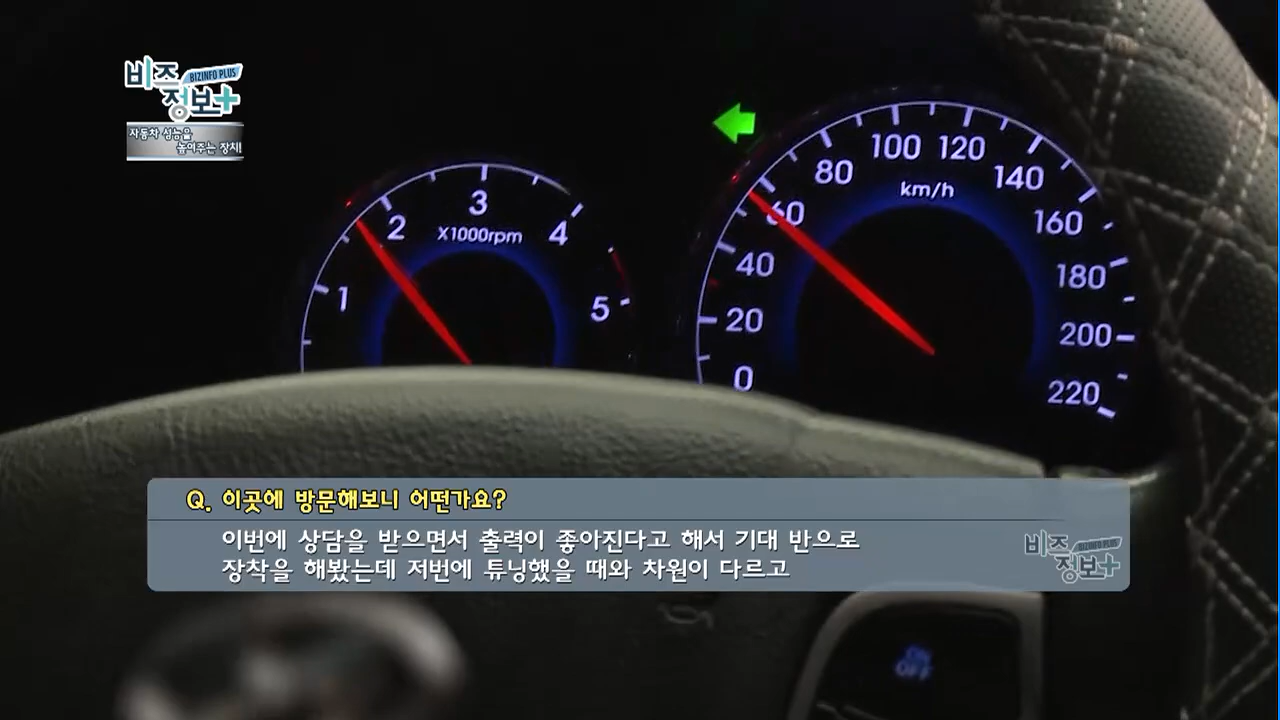 비즈
BIZINFO PLUS
정보+
자동차 성능을
높여주는 장치!
1
2
3
4
5
X1000rpm
0
20
40
60
80
100
120
140
160
180
200
220
km/h
Q. 이곳에 방문해보니 어떤가요?
이번에 상담을 받으면서 출력이 좋아진다고 해서 기대 반으로
장착을 해봤는데 저번에 튜닝했을 때와 차원이 다르고
비즈
BIZINFO PLUS
정보+
ON
OFF